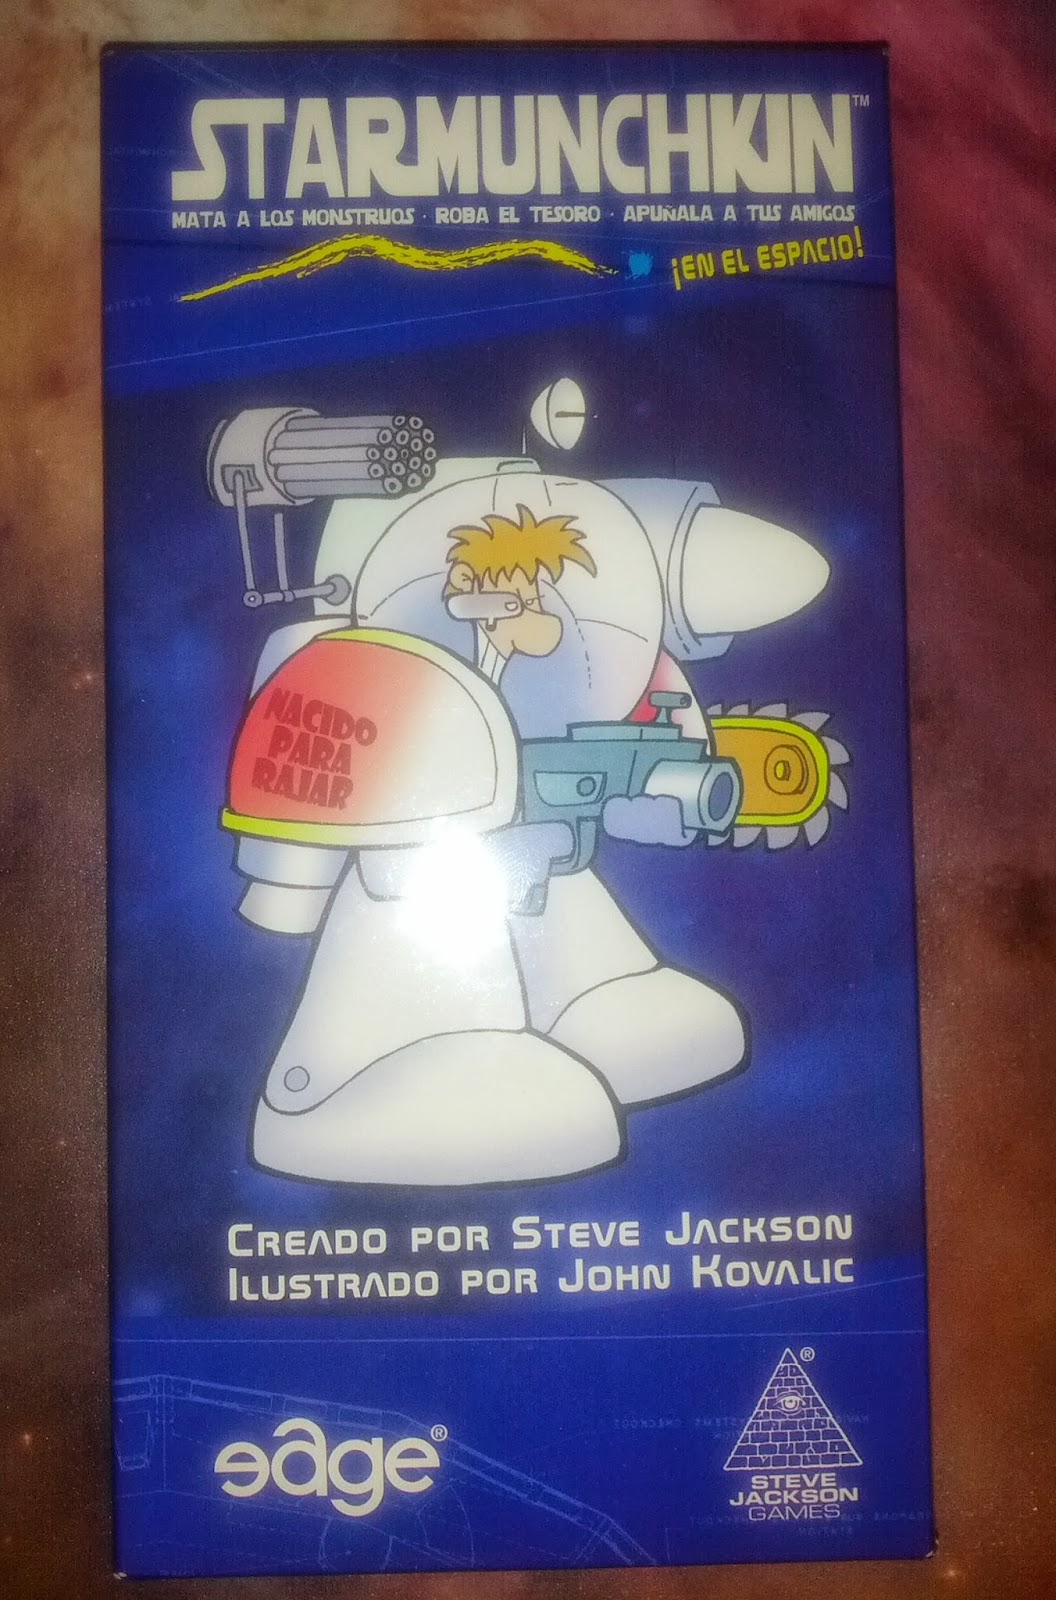 STARMUNCHKIN™
MATA A LOS MONSTRUOS · ROBA EL TESORO · APUÑALA A TUS AMIGOS
¡EN EL ESPACIO!
NACIDO
PARA
RAJAR
CREADO POR STEVE JACKSON
ILUSTRADO POR JOHN KOVALIC
edge®
®
STEVE
JACKSON
GAMES